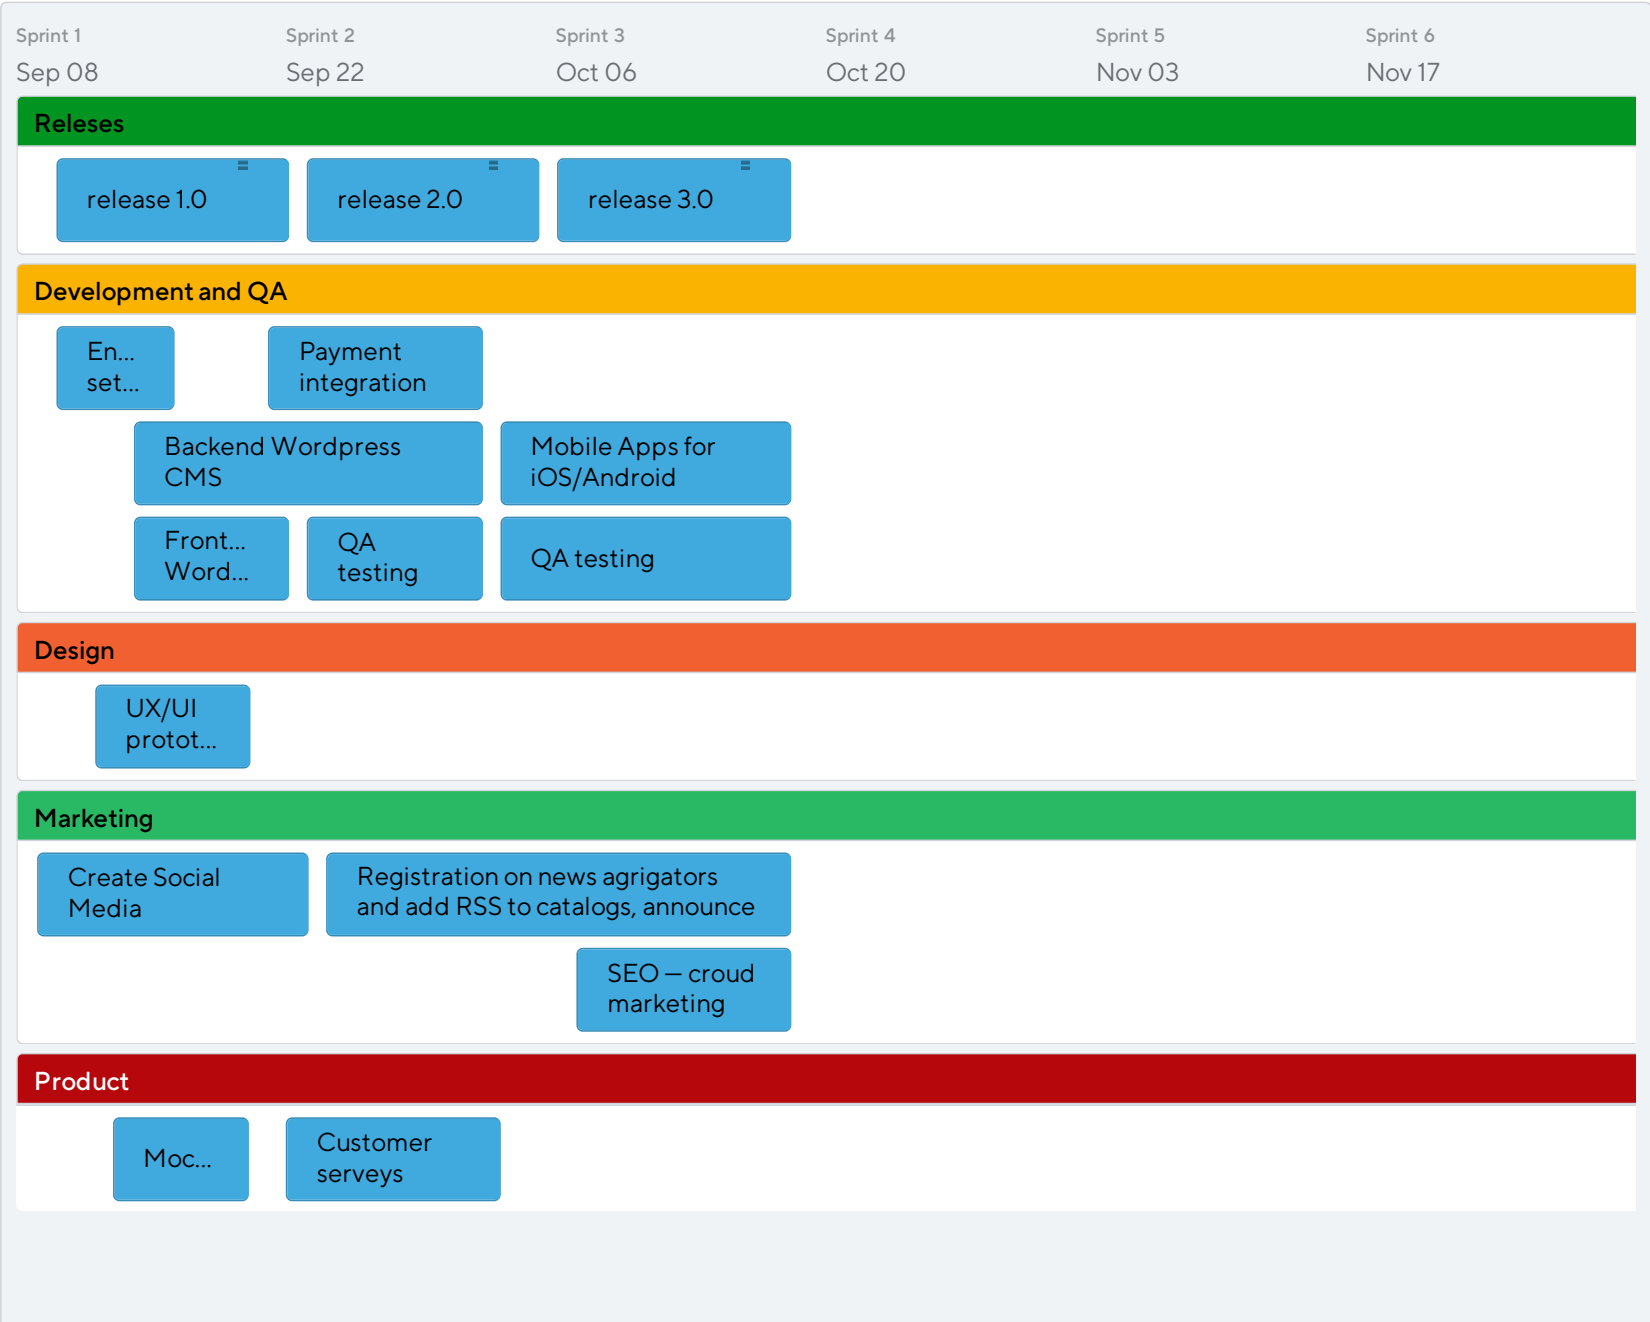 Sprint 1
Sprint 2
Sprint 3
Sprint 4
Sprint 5
Sprint 6
Sep 08
Sep 22
Oct 06
Oct 20
Nov 03
Nov 17
Releses
release 1.0
release 2.0
release 3.0
Development and QA
En...
set...
Payment
integration
Backend Wordpress
CMS
Mobile Apps for
iOS/Android
Front...
Word...
QA
testing
QA testing
Design
UX/UI
protot...
Marketing
Create Social
Media
Registration on news agrigators
and add RSS to catalogs, announce
SEO – croud
marketing
Product
Moc...
Customer
serveys